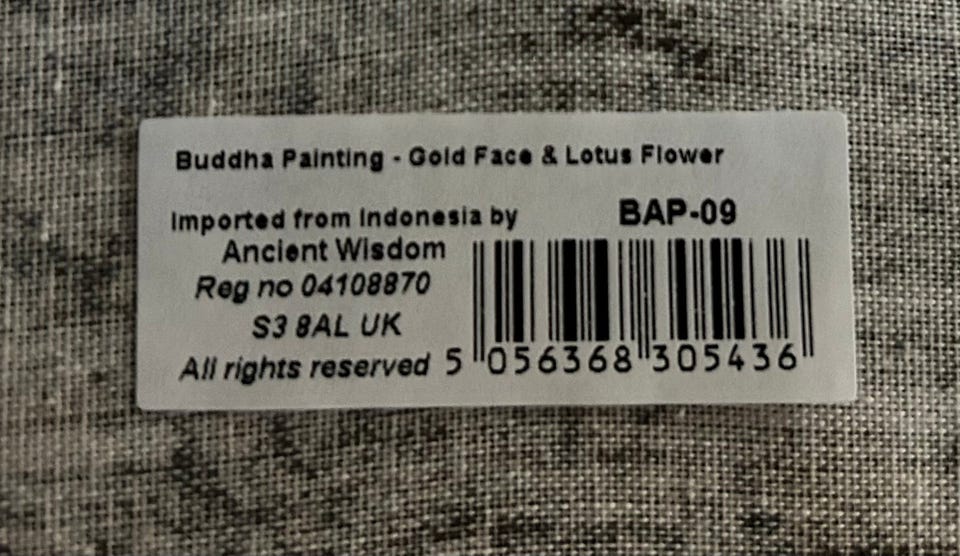 Buddha Painting - Gold Face & Lotus Flower
Imported from Indonesia by
BAP-09
Ancient Wisdom
Reg no 04108870
S3 8AL UK
All rights reserved
5 056368 305436